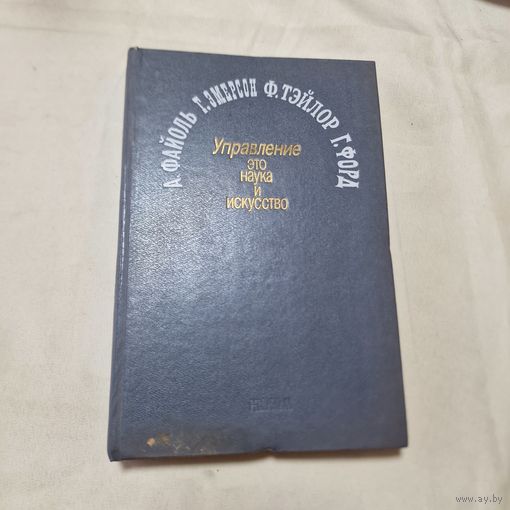 А. ФАЙОЛЬ Г. ЭМЕРСОН Ф. ТЭЙЛОР Г. ФОРД
Управление
это
наука
и
искусство
www.ay.by